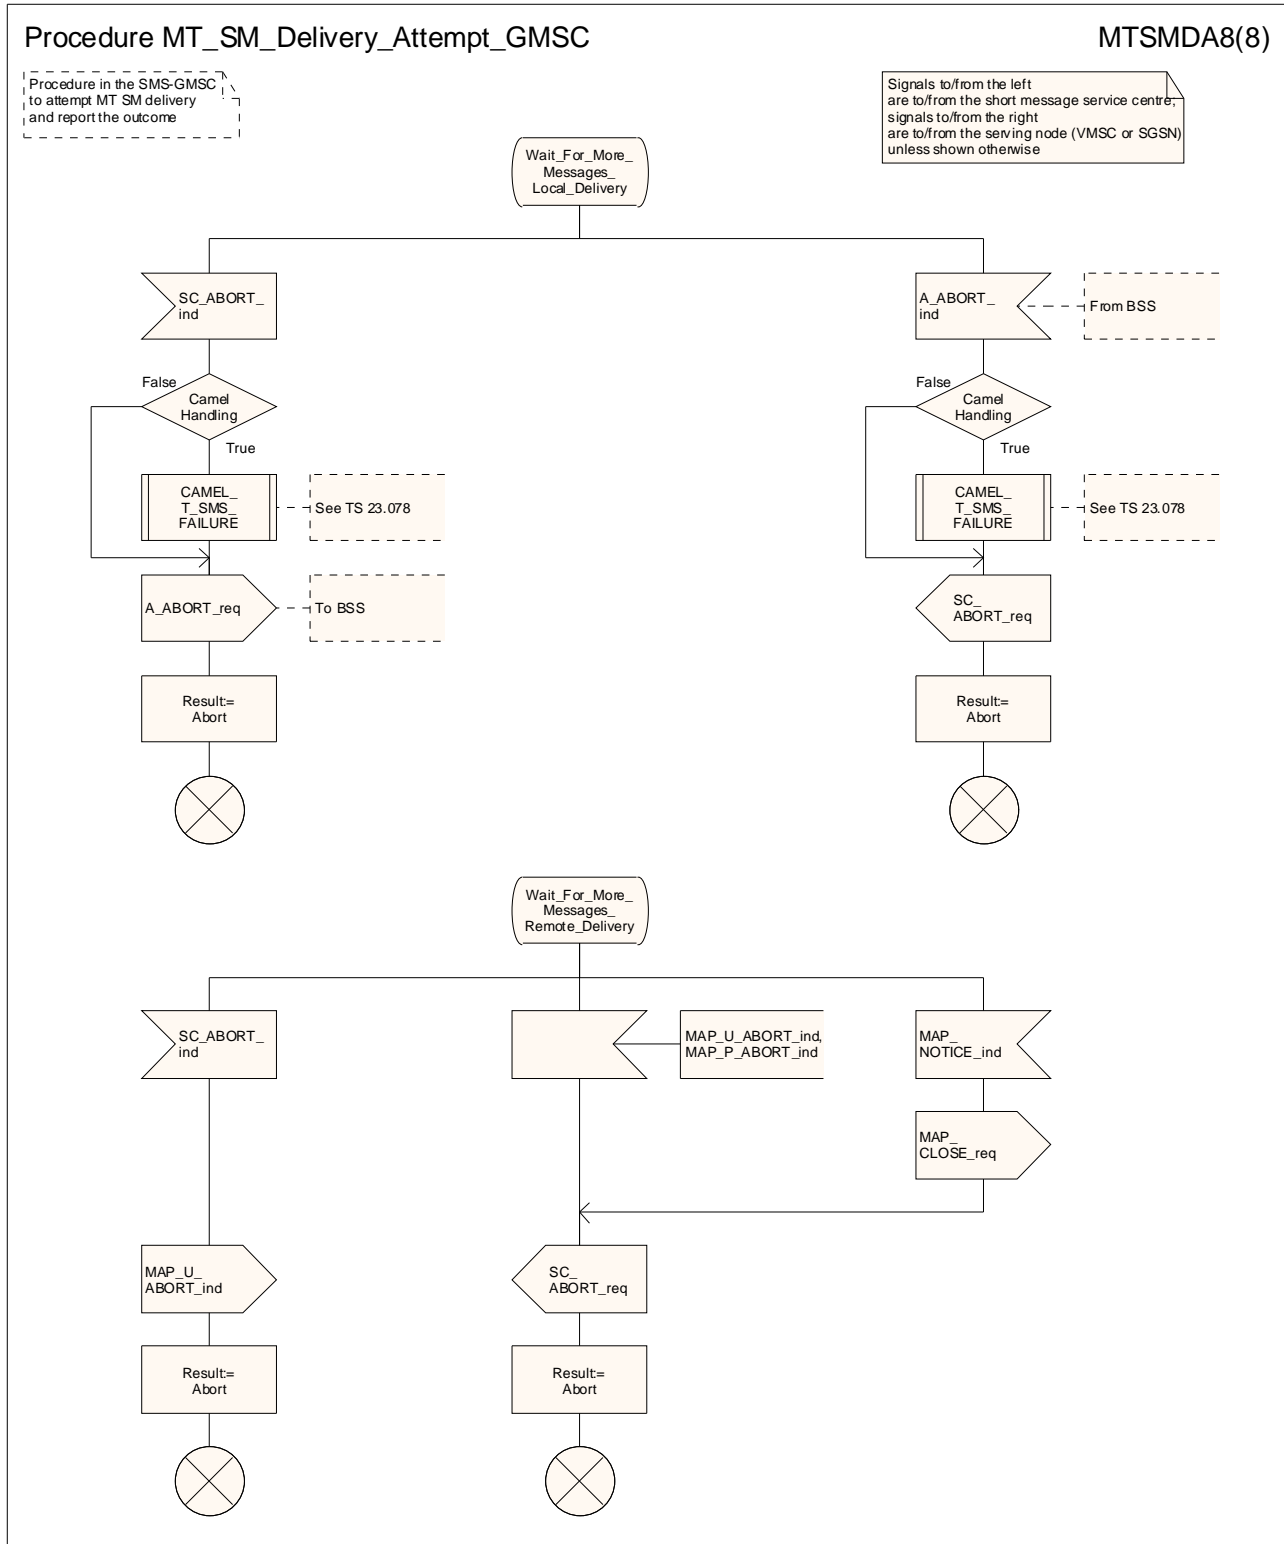 Procedure MT_SM_Delivery_Attempt_GMSC
MTSMDA8(8)
Procedure in the SMS-GMSC
to attempt MT SM delivery
and report the outcome
Signals to/from the left
are to/from the short message service centre;
signals to/from the right
are to/from the serving node (VMSC or SGSN)
unless shown otherwise
Wait_For_More_
Messages_
Local_Delivery
SC_ABORT_
ind
A_ABORT_
ind
From BSS
False
Camel
Handling
True
False
Camel
Handling
True
CAMEL_
T_SMS_
FAILURE
See TS 23.078
CAMEL_
T_SMS_
FAILURE
See TS 23.078
A_ABORT_req
To BSS
SC_
ABORT_req
Result:=
Abort
Result:=
Abort
Wait_For_More_
Messages_
Remote_Delivery
SC_ABORT_
ind
MAP_U_ABORT_ind,
MAP_P_ABORT_ind
MAP_
NOTICE_ind
MAP_
CLOSE_req
MAP_U_
ABORT_ind
SC_
ABORT_req
Result:=
Abort
Result:=
Abort